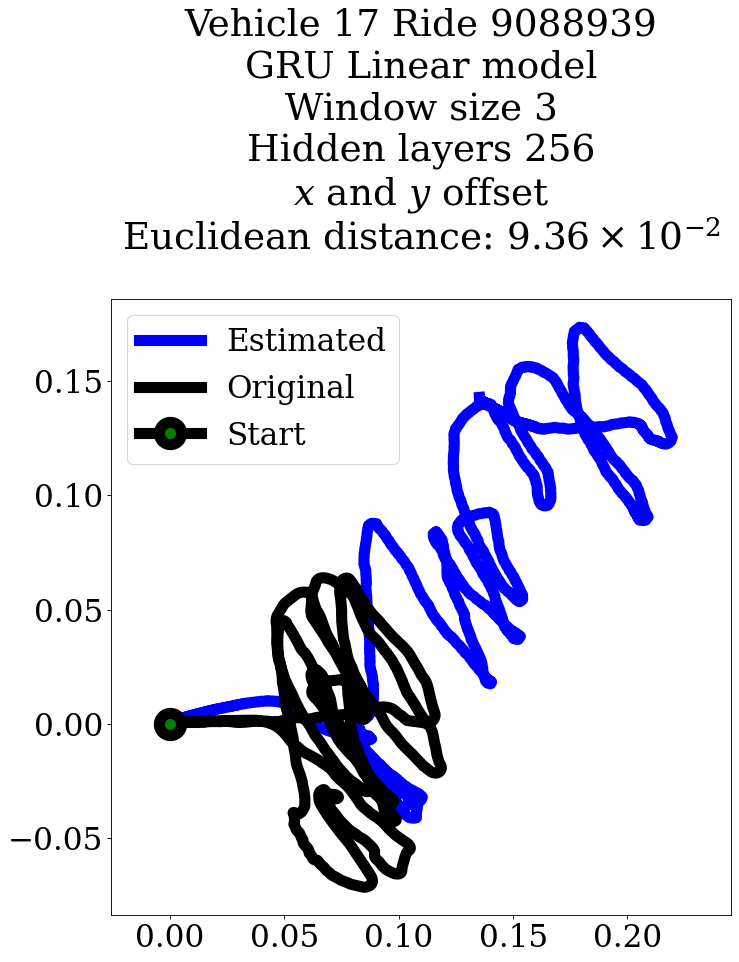 Vehicle 17 Ride 9088939
GRU Linear model
Window size 3
Hidden layers 256
x and y offset
Euclidean distance: 9.36 × 10⁻²
Estimated
Original
Start
0.15
0.10
0.05
0.00
−0.05
0.00 0.05 0.10 0.15 0.20